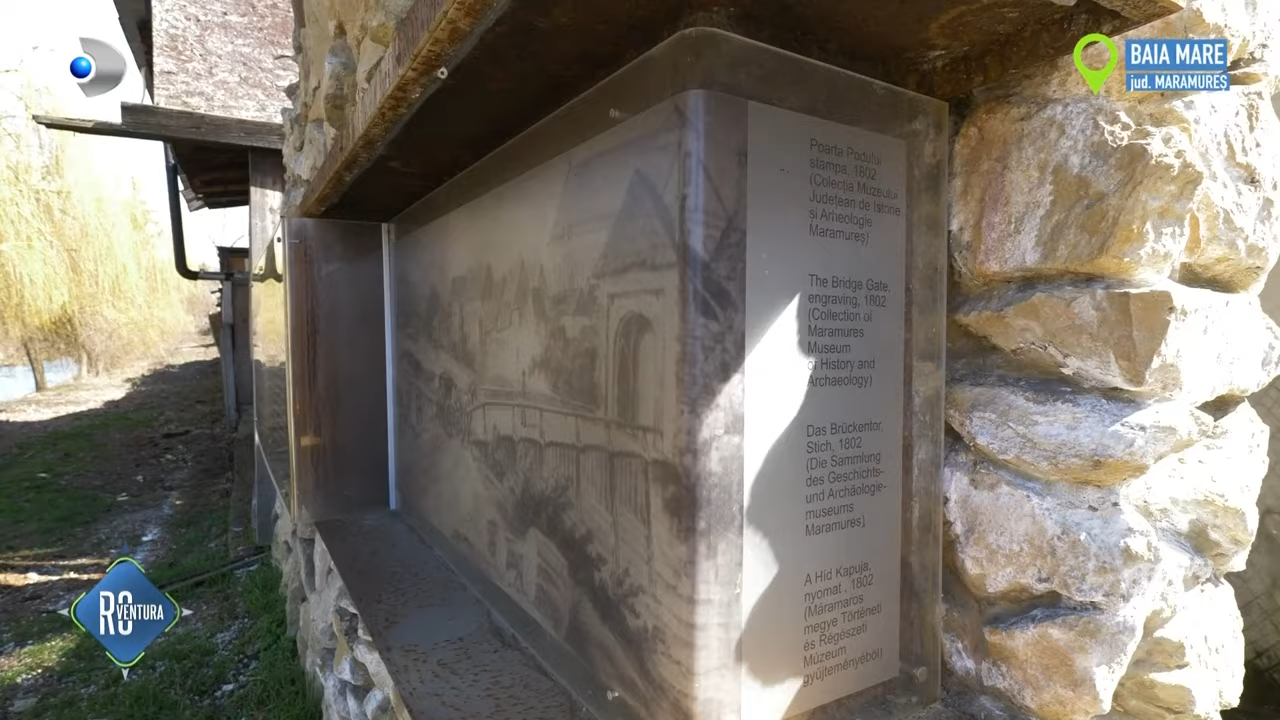 BAIA MARE
jud. MARAMUREȘ
Poarta Podului
stampa, 1802
(Colecția Muzeului
Județean de Istorie
și Arheologie
Maramureș)
The Bridge Gate,
engraving, 1802
(Collection of
Maramures
Museum
of History and
Archaeology)
Das Brückentor,
Stich, 1802
(Die Sammlung
des Geschichts-
und Archäologie-
museums
Maramureș)
A Híd Kapuja,
nyomat , 1802
(Máramaros
megye Történeti
és Régészeti
Múzeum
gyüjteményéböl)
RO
VENTURA